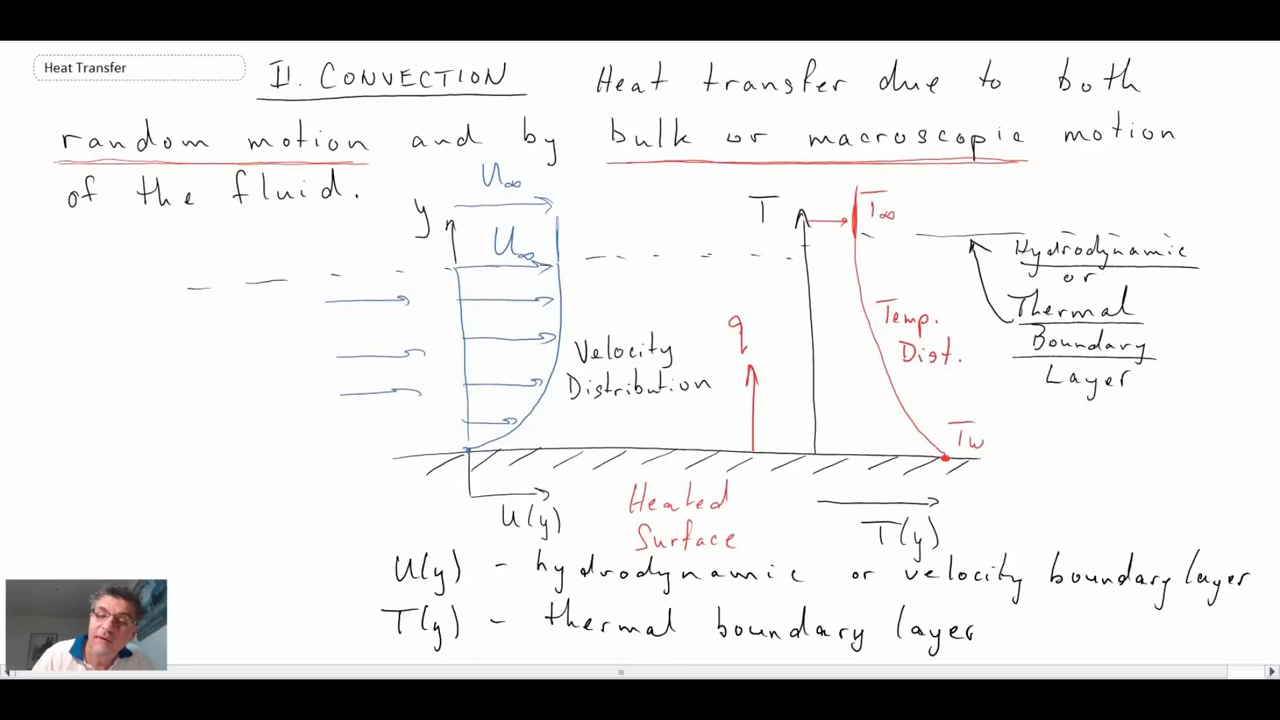 Heat Transfer
II. CONVECTION Heat transfer due to both
random motion and by bulk or macroscopic motion
of the fluid.
U∞
y
U∞
Velocity
Distribution
q
T
T∞
Temp.
Dist.
Tw
Hydrodynamic
or
Thermal
Boundary
Layer
U(y)
Heated
Surface
T(y)
U(y) - hydrodynamic or velocity boundary layer
T(y) - thermal boundary layer